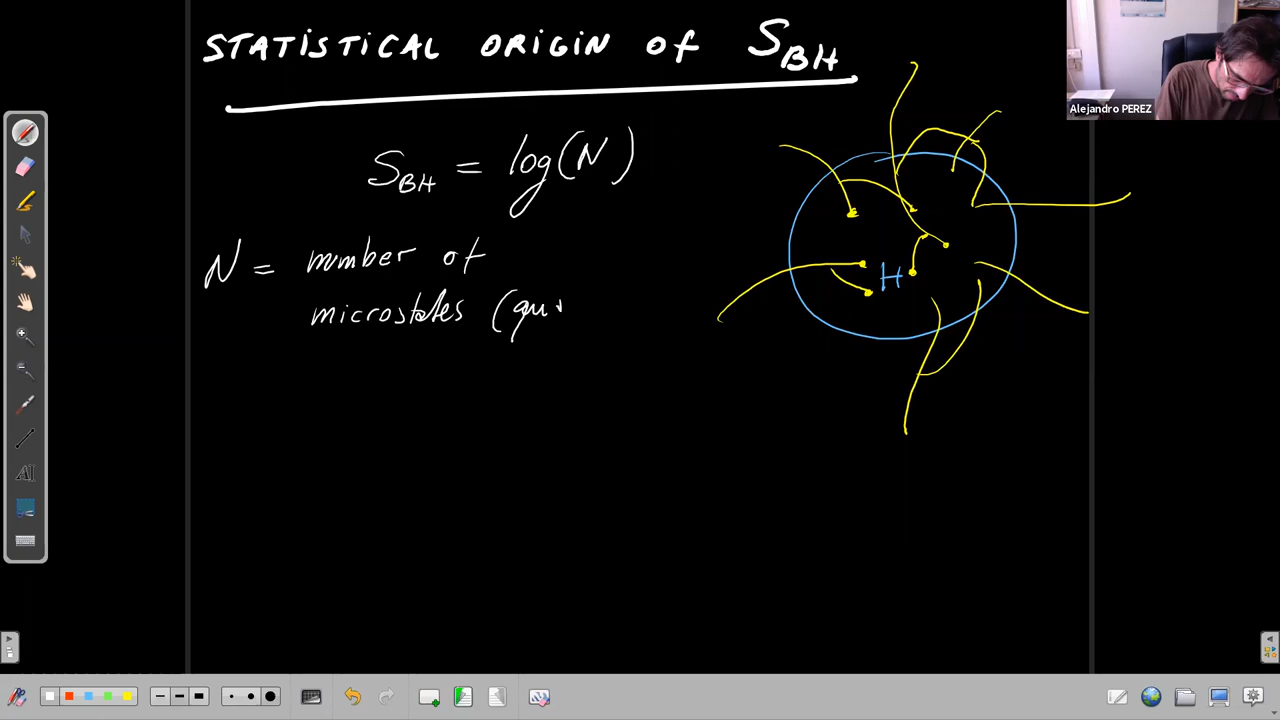 STATISTICAL ORIGIN OF S_BH
S_BH = log(N)
N = number of
microstates (qu
H
Alejandro PEREZ